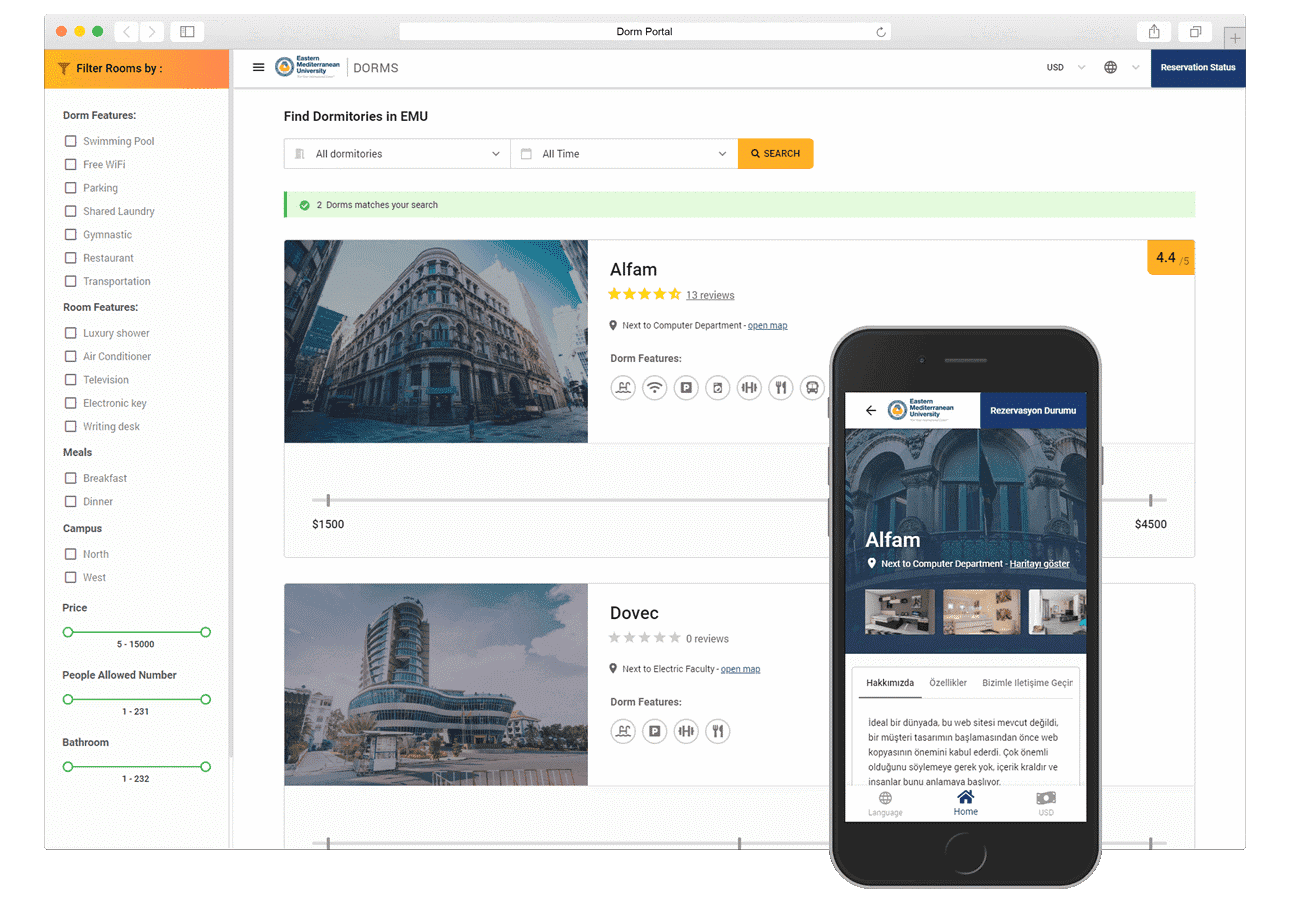 Dorm Portal
Filter Rooms by :
Dorm Features:
Swimming Pool
Free WiFi
Parking
Shared Laundry
Gymnastic
Restaurant
Transportation
Room Features:
Luxury shower
Air Conditioner
Television
Electronic key
Writing desk
Meals
Breakfast
Dinner
Campus
North
West
Price
5 - 15000
People Allowed Number
1 - 231
Bathroom
1 - 232
Eastern
Mediterranean
University
DORMS
USD
Reservation Status
Find Dormitories in EMU
All dormitories
All Time
SEARCH
2 Dorms matches your search
Alfam
4.4 /5
13 reviews
Next to Computer Department - open map
Dorm Features:
P
$1500
$4500
Dovec
0 reviews
Next to Electric Faculty - open map
Dorm Features:
P
Eastern
Mediterranean
University
Rezervasyon Durumu
Alfam
Next to Computer Department - Haritayı göster
Hakkımızda
Özellikler
Bizimle Iletişime Geçin
İdeal bir dünyada, bu web sitesi mevcut değildi,
bir müşteri tasarımın başlamasından önce web
kopyasının önemini kabul ederdi. Çok önemli
olduğunu söylemeye gerek yok, içerik kraldır ve
insanlar bunu anlamaya başlıyor.
Language
Home
USD